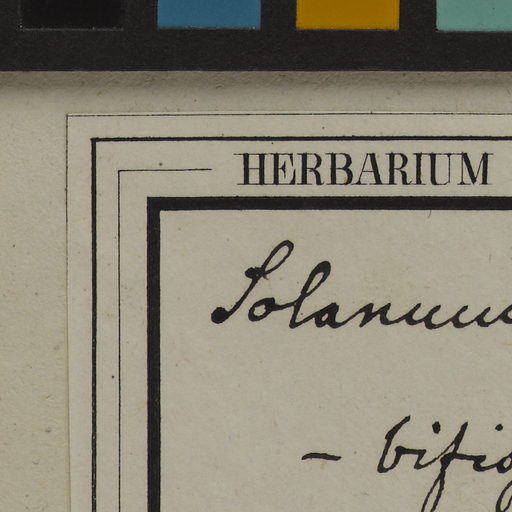 HERBARIUM
Solanum
– bifi